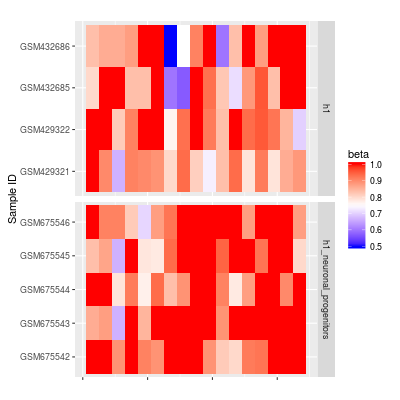 Sample ID
GSM432686
GSM432685
GSM429322
GSM429321
h1
GSM675546
GSM675545
GSM675544
GSM675543
GSM675542
h1_neuronal_progenitors
beta
1.0
0.9
0.8
0.7
0.6
0.5